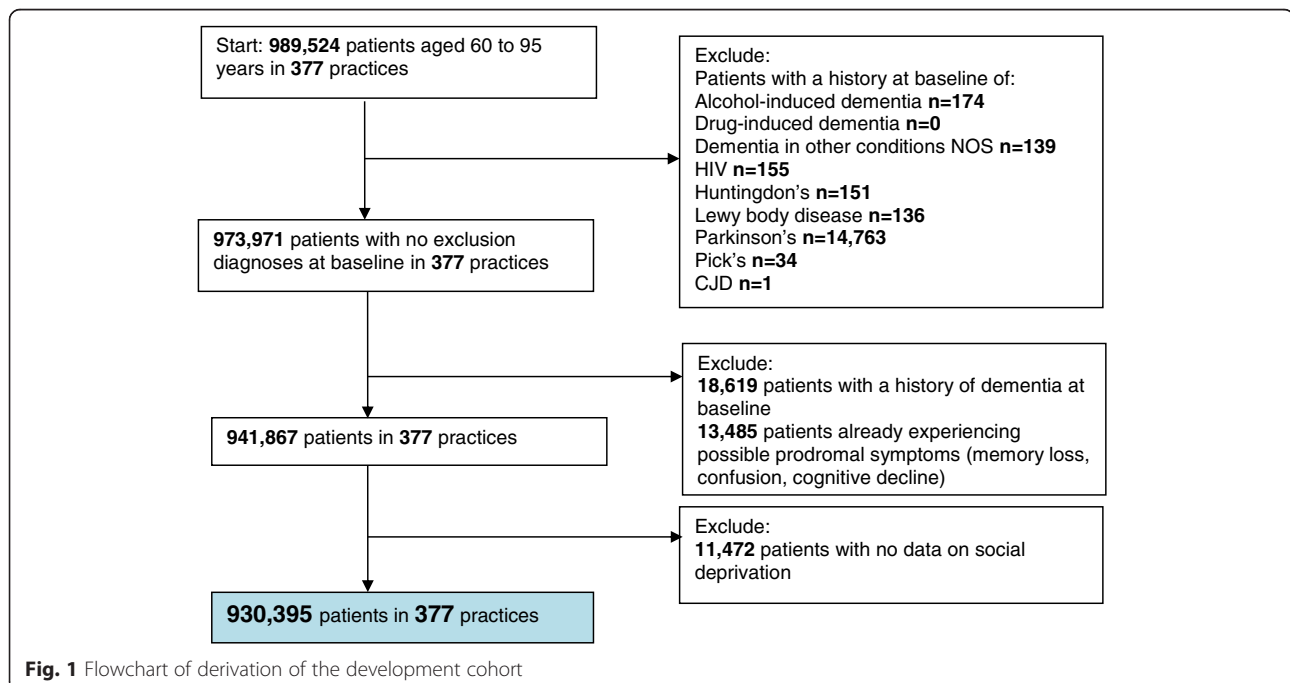 Start: 989,524 patients aged 60 to 95
years in 377 practices
Exclude:
Patients with a history at baseline of:
Alcohol-induced dementia n=174
Drug-induced dementia n=0
Dementia in other conditions NOS n=139
HIV n=155
Huntingdon's n=151
Lewy body disease n=136
Parkinson's n=14,763
Pick's n=34
CJD n=1
973,971 patients with no exclusion
diagnoses at baseline in 377 practices
Exclude:
18,619 patients with a history of dementia at
baseline
13,485 patients already experiencing
possible prodromal symptoms (memory loss,
confusion, cognitive decline)
941,867 patients in 377 practices
Exclude:
11,472 patients with no data on social
deprivation
930,395 patients in 377 practices
Fig. 1 Flowchart of derivation of the development cohort